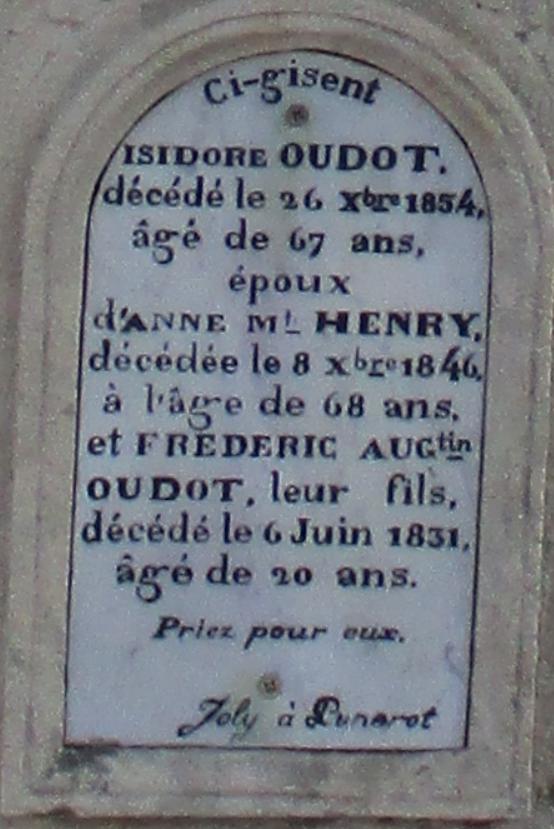 Ci-gisent
ISIDORE OUDOT.
décédé le 26 Xbre 1854,
âgé de 67 ans,
époux
d'ANNE Mt HENRY,
décédée le 8 xbre 1846,
à l'âge de 68 ans.
et FRÉDERIC AUGtin
OUDOT, leur fils,
décédé le 6 Juin 1831,
âgé de 20 ans.
Priez pour eux.
Joly à